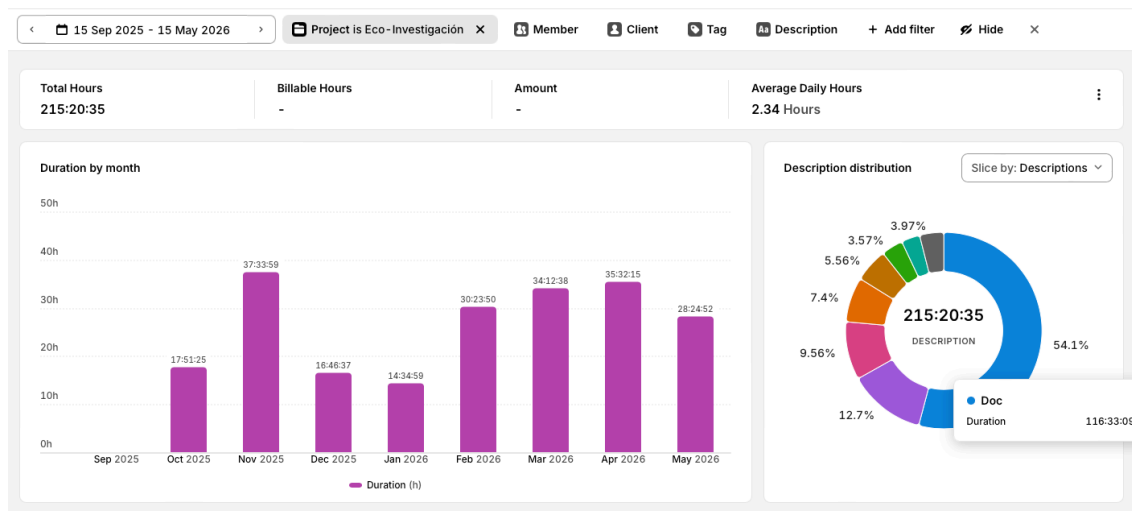 15 Sep 2025 - 15 May 2026
Project is Eco-Investigación
Member
Client
Tag
Aa Description
+ Add filter
Hide
Total Hours
215:20:35
Billable Hours
-
Amount
-
Average Daily Hours
2.34 Hours
Duration by month
50h
40h
30h
20h
10h
0h
17:51:25
37:33:59
16:46:37
14:34:59
30:23:50
34:12:38
35:32:15
28:24:52
Sep 2025
Oct 2025
Nov 2025
Dec 2025
Jan 2026
Feb 2026
Mar 2026
Apr 2026
May 2026
Duration (h)
Description distribution
Slice by: Descriptions
3.97%
3.57%
5.56%
7.4%
9.56%
12.7%
54.1%
215:20:35
DESCRIPTION
Doc
Duration 116:33:09